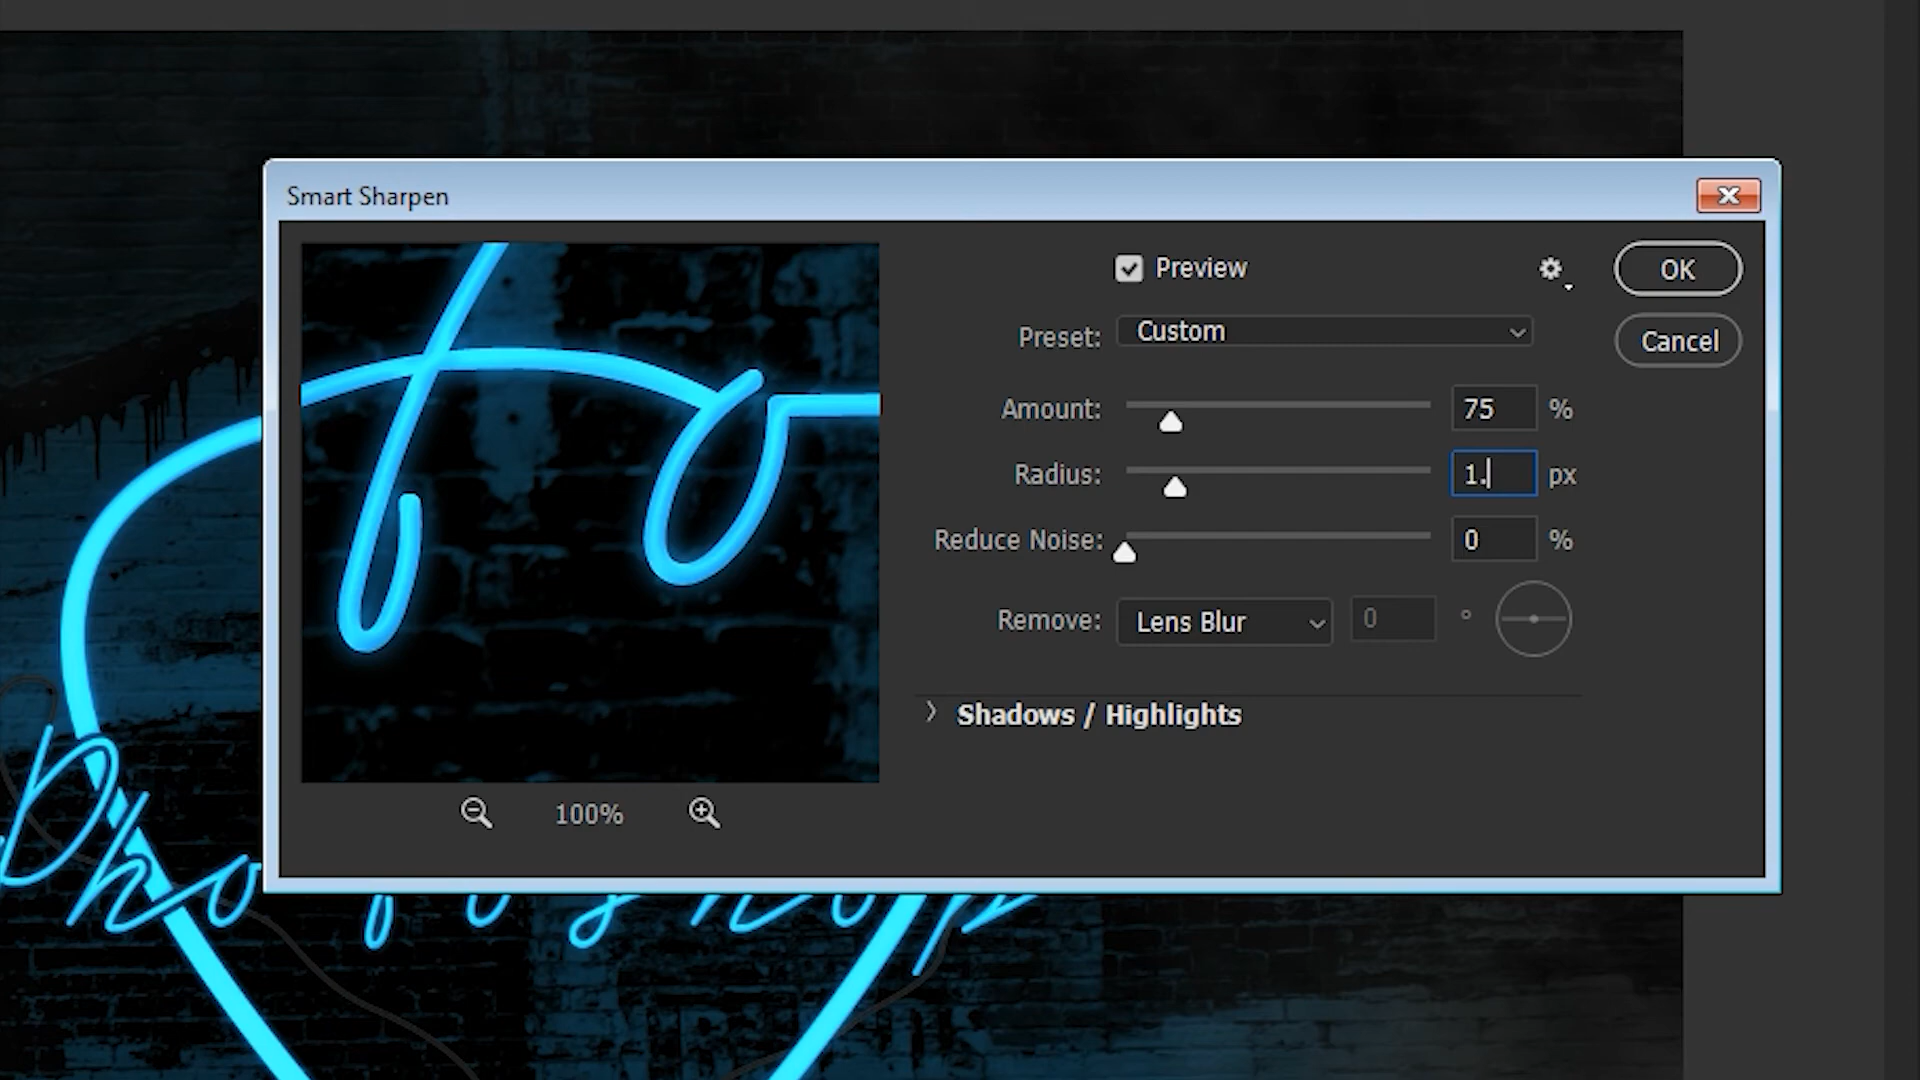 Smart Sharpen
Preview
OK
Preset: Custom
Cancel
Amount: 75 %
Radius: 1. px
Reduce Noise: 0 %
Remove: Lens Blur 0 °
Shadows / Highlights
100%
Photoshop